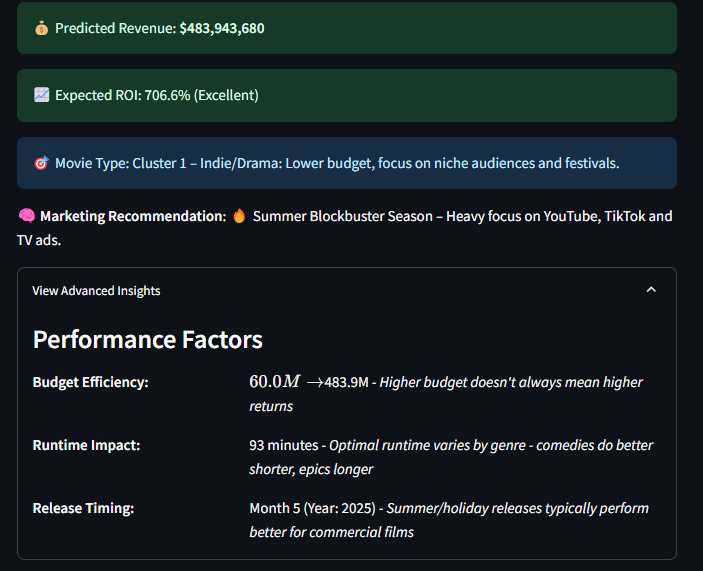 💰 Predicted Revenue: $483,943,680
📈 Expected ROI: 706.6% (Excellent)
🎯 Movie Type: Cluster 1 – Indie/Drama: Lower budget, focus on niche audiences and festivals.
🧠 Marketing Recommendation: 🔥 Summer Blockbuster Season – Heavy focus on YouTube, TikTok and
TV ads.
View Advanced Insights
Performance Factors
Budget Efficiency: 60.0M →483.9M - Higher budget doesn't always mean higher
returns
Runtime Impact: 93 minutes - Optimal runtime varies by genre - comedies do better
shorter, epics longer
Release Timing: Month 5 (Year: 2025) - Summer/holiday releases typically perform
better for commercial films